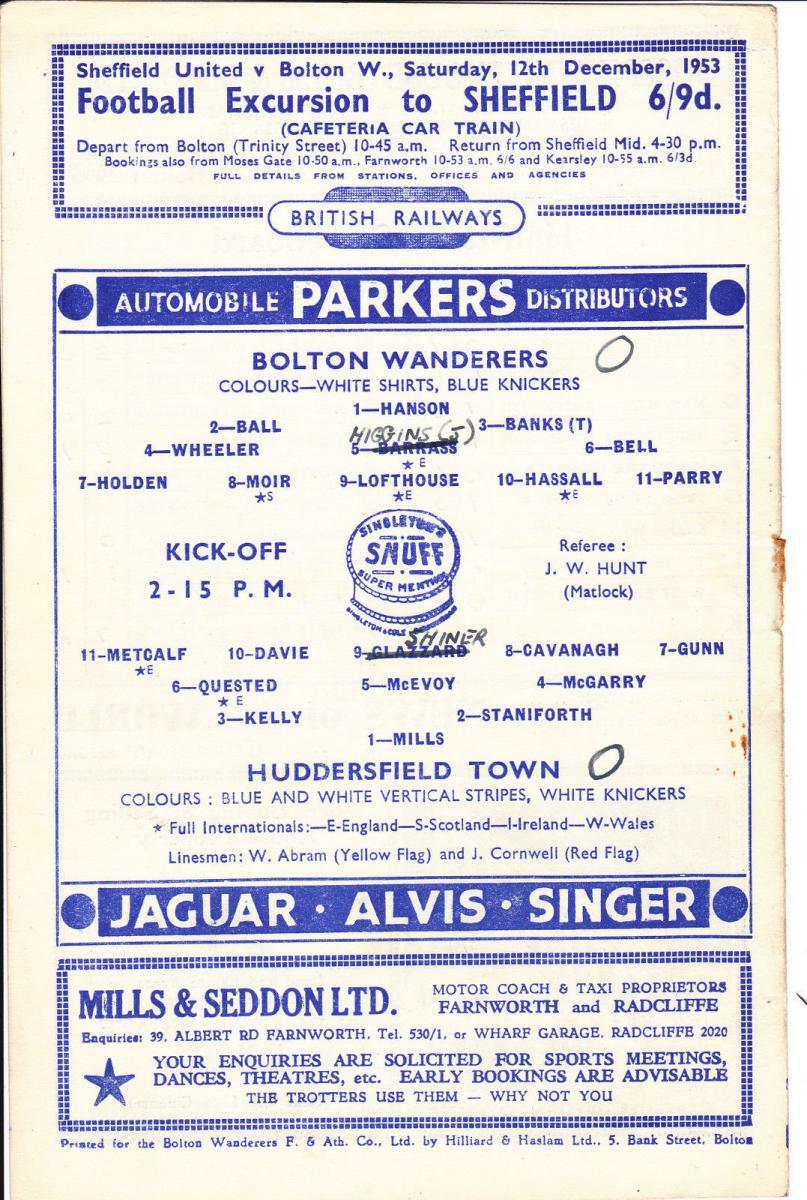 Sheffield United v Bolton W., Saturday, 12th December, 1953
Football Excursion to SHEFFIELD 6/9d.
(CAFETERIA CAR TRAIN)
Depart from Bolton (Trinity Street) 10-45 a.m. Return from Sheffield Mid. 4-30 p.m.
Bookings also from Moses Gate 10-50 a.m., Farnworth 10-53 a.m. 6/6 and Kearsley 10-55 a.m. 6/3d.
FULL DETAILS FROM STATIONS, OFFICES AND AGENCIES
BRITISH RAILWAYS
AUTOMOBILE PARKERS DISTRIBUTORS
BOLTON WANDERERS O
COLOURS—WHITE SHIRTS, BLUE KNICKERS
1—HANSON
2—BALL 3—BANKS (T)
HIGGINS (J)
4—WHEELER 5—BARRASS 6—BELL
★ E
7—HOLDEN 8—MOIR 9—LOFTHOUSE 10—HASSALL 11—PARRY
★S ★E ★E
KICK-OFF
2-15 P. M.
SINGLETON'S
SNUFF
SUPER MENTHOL
SINGLETON & COLE
Referee :
J. W. HUNT
(Matlock)
SHINER
11—METCALF 10—DAVIE 9—GLAZZARD 8—CAVANAGH 7—GUNN
★E
6—QUESTED 5—McEVOY 4—McGARRY
★ E
3—KELLY 2—STANIFORTH
1—MILLS
HUDDERSFIELD TOWN O
COLOURS : BLUE AND WHITE VERTICAL STRIPES, WHITE KNICKERS
★ Full Internationals:—E-England—S-Scotland—I-Ireland—W-Wales
Linesmen: W. Abram (Yellow Flag) and J. Cornwell (Red Flag)
JAGUAR · ALVIS · SINGER
MILLS & SEDDON LTD.
MOTOR COACH & TAXI PROPRIETORS
FARNWORTH and RADCLIFFE
Enquiries: 39, ALBERT RD FARNWORTH, Tel. 530/1, or WHARF GARAGE, RADCLIFFE 2020
YOUR ENQUIRIES ARE SOLICITED FOR SPORTS MEETINGS,
DANCES, THEATRES, etc. EARLY BOOKINGS ARE ADVISABLE
THE TROTTERS USE THEM — WHY NOT YOU
Printed for the Bolton Wanderers F. & Ath. Co., Ltd. by Hilliard & Haslam Ltd., 5, Bank Street, Bolton